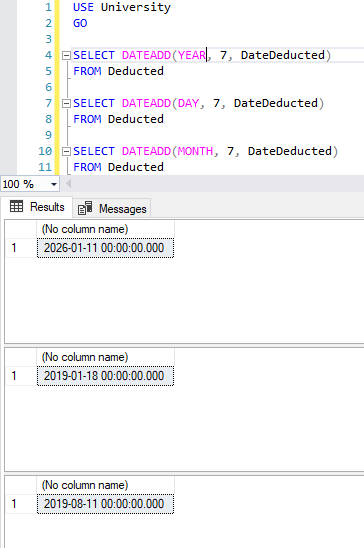 1 USE University
2 GO
3
4 SELECT DATEADD(YEAR, 7, DateDeducted)
5 FROM Deducted
6
7 SELECT DATEADD(DAY, 7, DateDeducted)
8 FROM Deducted
9
10 SELECT DATEADD(MONTH, 7, DateDeducted)
11 FROM Deducted
100 %
Results Messages
(No column name)
1 2026-01-11 00:00:00.000
(No column name)
1 2019-01-18 00:00:00.000
(No column name)
1 2019-08-11 00:00:00.000